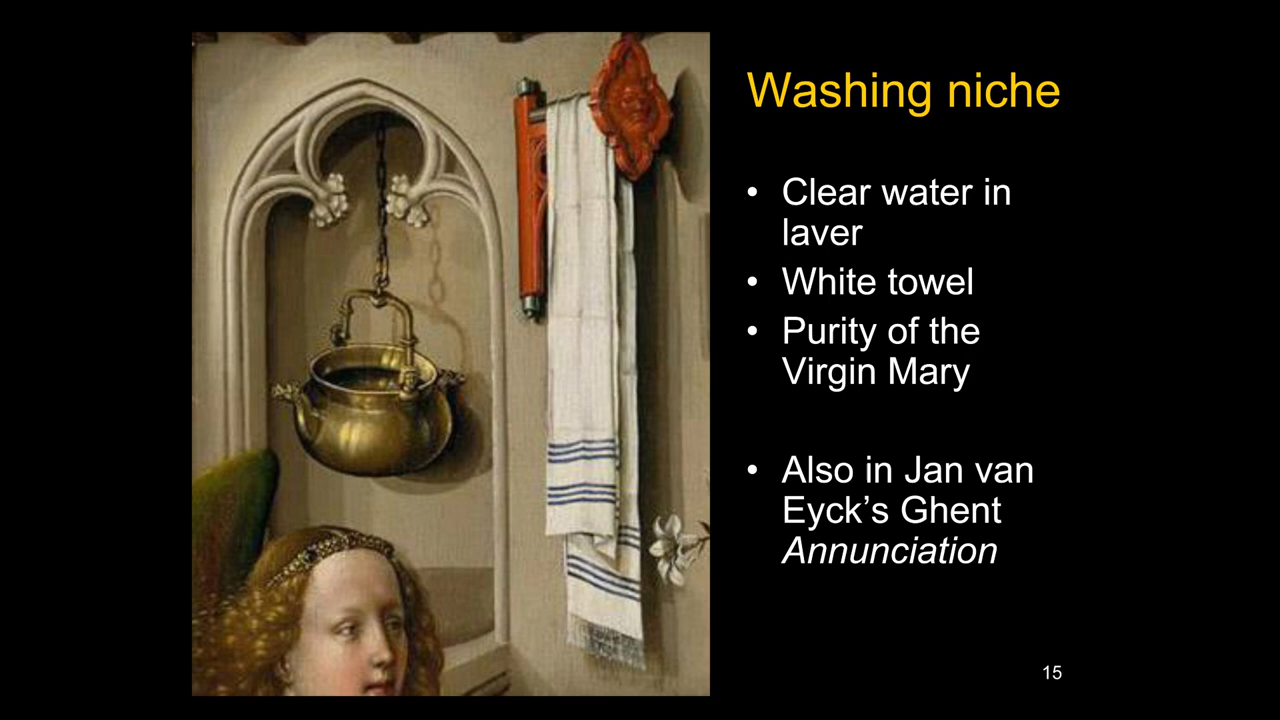 Washing niche
• Clear water in
laver
• White towel
• Purity of the
Virgin Mary
• Also in Jan van
Eyck’s Ghent
Annunciation
15